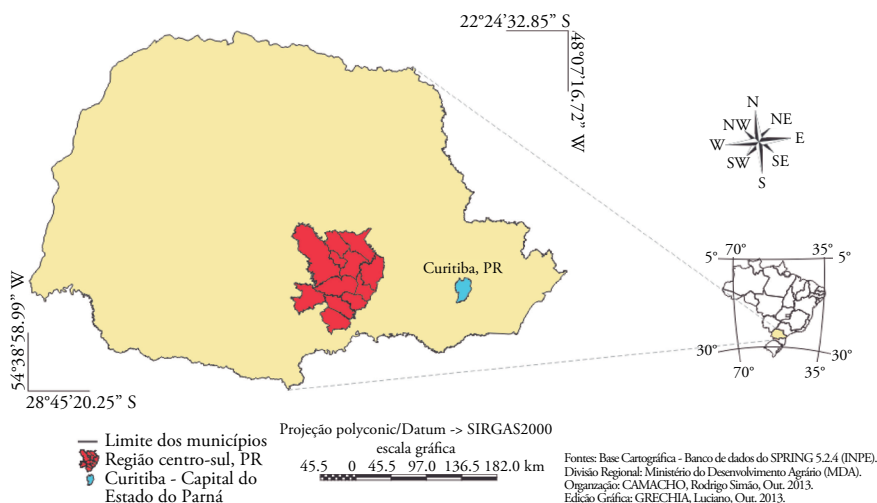 22°24'32.85” S
48°07'16.72” W
N
NW NE
W E
SW SE
S
Curitiba, PR
5° 70° 35° 5°
30° 30°
70° 35°
54°38'58.99” W
28°45'20.25” S
Limite dos municípios
Região centro-sul, PR
Curitiba - Capital do
Estado do Parná
Projeção polyconic/Datum -> SIRGAS2000
escala gráfica
45.5 0 45.5 97.0 136.5 182.0 km
Fontes: Base Cartográfica - Banco de dados do SPRING 5.2.4 (INPE).
Divisão Regional: Ministério do Desenvolvimento Agrário (MDA).
Organzação: CAMACHO, Rodrigo Simão, Out. 2013.
Edição Gráfica: GRECHIA, Luciano, Out. 2013.